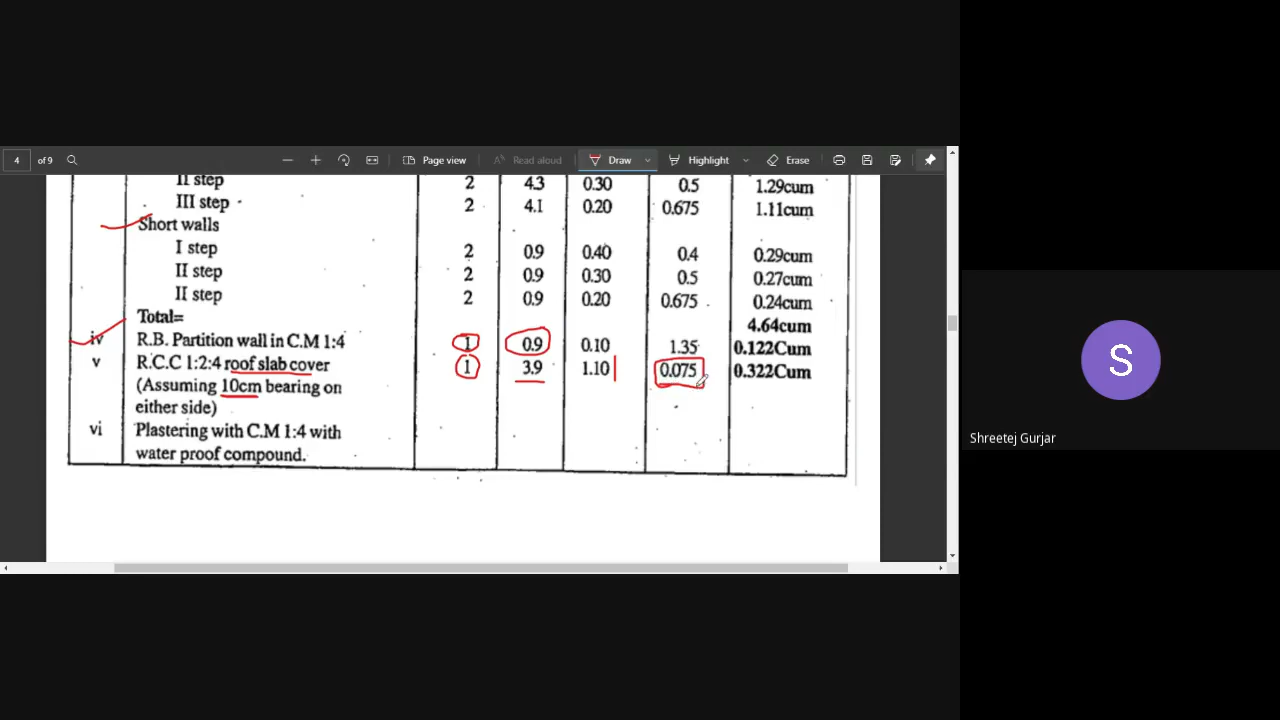 4 of 9 Page view Read aloud Draw Highlight Erase
II step 2 4.3 0.30 0.5 1.29cum
III step 2 4.1 0.20 0.675 1.11cum
Short walls
I step 2 0.9 0.40 0.4 0.29cum
II step 2 0.9 0.30 0.5 0.27cum
II step 2 0.9 0.20 0.675 0.24cum
Total= 4.64cum
iv R.B. Partition wall in C.M 1:4 1 0.9 0.10 1.35 0.122Cum
v R.C.C 1:2:4 roof slab cover 1 3.9 1.10 0.075 0.322Cum
(Assuming 10cm bearing on
either side)
vi Plastering with C.M 1:4 with
water proof compound.
S
Shreetej Gurjar